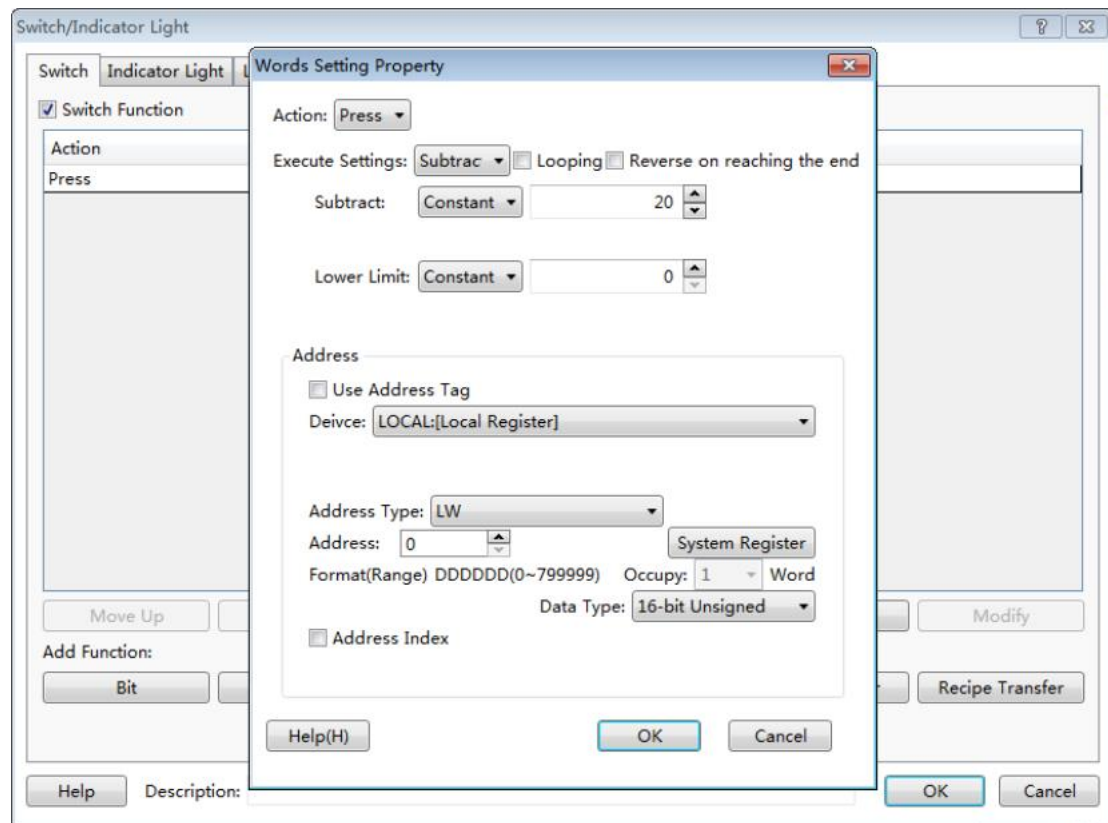 Switch/Indicator Light
Switch Indicator Light
Words Setting Property
Switch Function
Action: Press
Action
Press
Execute Settings: Subtrac Looping Reverse on reaching the end
Subtract: Constant 20
Lower Limit: Constant 0
Address
Use Address Tag
Deivce: LOCAL:[Local Register]
Address Type: LW
Address: 0 System Register
Format(Range) DDDDDD(0~799999) Occupy: 1 Word
Data Type: 16-bit Unsigned
Address Index
Move Up Modify
Add Function:
Bit Recipe Transfer
Help(H) OK Cancel
Help Description: OK Cancel